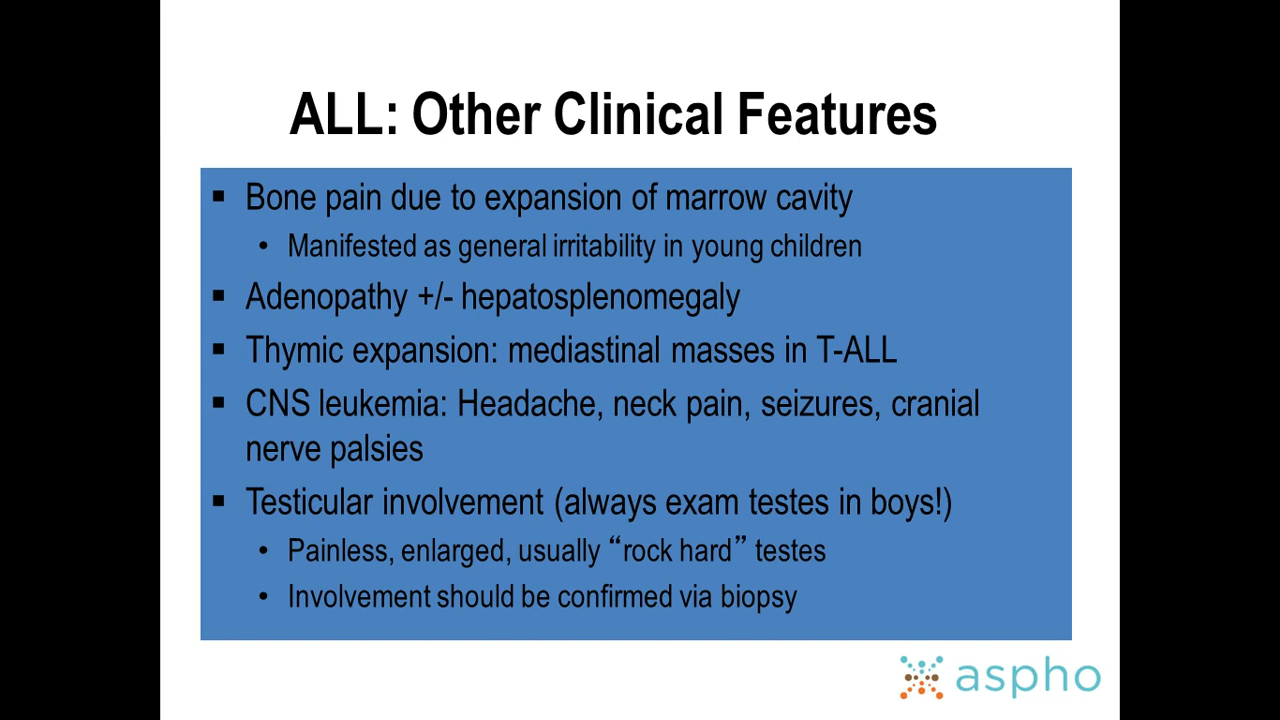 ALL: Other Clinical Features
▪ Bone pain due to expansion of marrow cavity
• Manifested as general irritability in young children
▪ Adenopathy +/- hepatosplenomegaly
▪ Thymic expansion: mediastinal masses in T-ALL
▪ CNS leukemia: Headache, neck pain, seizures, cranial
nerve palsies
▪ Testicular involvement (always exam testes in boys!)
• Painless, enlarged, usually “rock hard” testes
• Involvement should be confirmed via biopsy
aspho